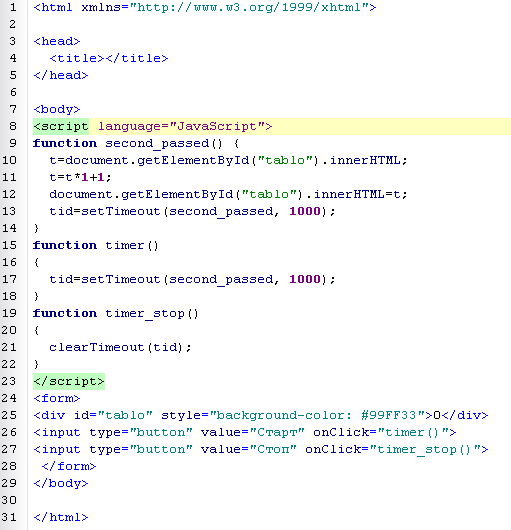 1 <html xmlns="http://www.w3.org/1999/xhtml">
2
3 <head>
4   <title></title>
5 </head>
6
7 <body>
8 <script language="JavaScript">
9 function second_passed() {
10   t=document.getElementById("tablo").innerHTML;
11   t=t*1+1;
12   document.getElementById("tablo").innerHTML=t;
13   tid=setTimeout(second_passed, 1000);
14 }
15 function timer()
16 {
17   tid=setTimeout(second_passed, 1000);
18 }
19 function timer_stop()
20 {
21   clearTimeout(tid);
22 }
23 </script>
24 <form>
25 <div id="tablo" style="background-color: #99FF33">0</div>
26 <input type="button" value="Старт" onClick="timer()">
27 <input type="button" value="Стоп" onClick="timer_stop()">
28  </form>
29 </body>
30
31 </html>